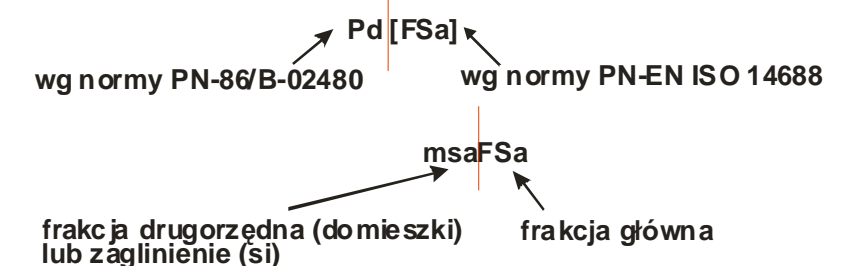 Pd [FSa]
wg normy PN-86/B-02480
wg normy PN-EN ISO 14688
msaFSa
frakcja drugorzędna (domieszki)
lub zaglinienie (si)
frakcja główna